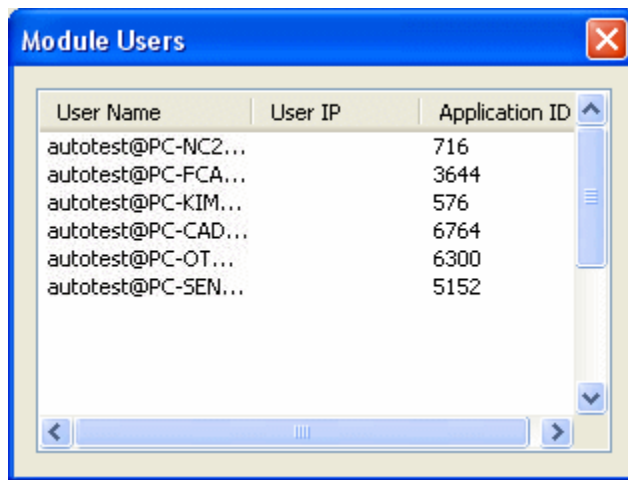 Module Users
User Name User IP Application ID
autotest@PC-NC2... 716
autotest@PC-FCA... 3644
autotest@PC-KIM... 576
autotest@PC-CAD... 6764
autotest@PC-OT... 6300
autotest@PC-SEN... 5152